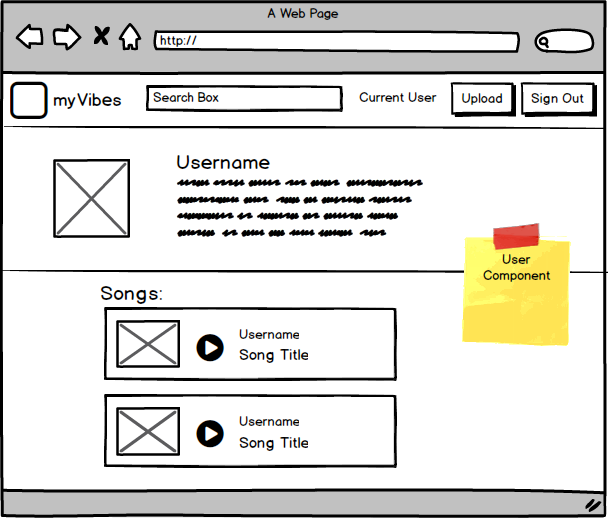 A Web Page
http://
myVibes
Search Box
Current User
Upload
Sign Out
Username
User
Component
Songs:
Username
Song Title
Username
Song Title